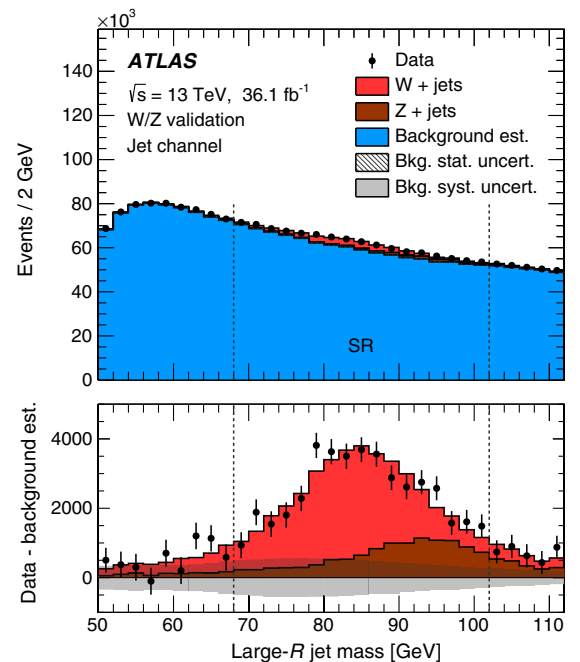 ×10³
160
140
120
100
80
60
40
20
0
Events / 2 GeV
ATLAS
√s = 13 TeV, 36.1 fb⁻¹
W/Z validation
Jet channel
Data
W + jets
Z + jets
Background est.
Bkg. stat. uncert.
Bkg. syst. uncert.
SR
4000
2000
0
Data - background est.
50 60 70 80 90 100 110
Large-R jet mass [GeV]